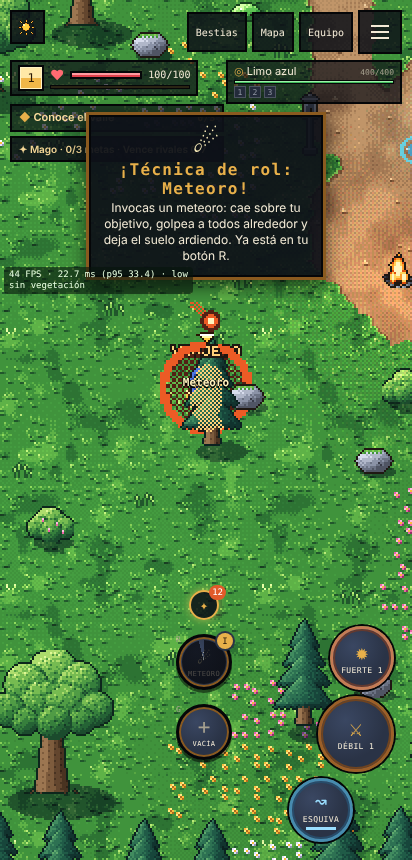 Bestias
Mapa
Equipo
1
100/100
◎ Limo azul
400/400
1 2 3
Conoce el
✦ Mago · 0/3
Vence rivales
¡Técnica de rol:
Meteoro!
Invocas un meteoro: cae sobre tu
objetivo, golpea a todos alrededor y
deja el suelo ardiendo. Ya está en tu
botón R.
44 FPS · 22.7 ms (p95 33.4) · low
sin vegetación
Meteoro
12
I
METEORO
FUERTE 1
VACÍA
DÉBIL 1
ESQUIVA